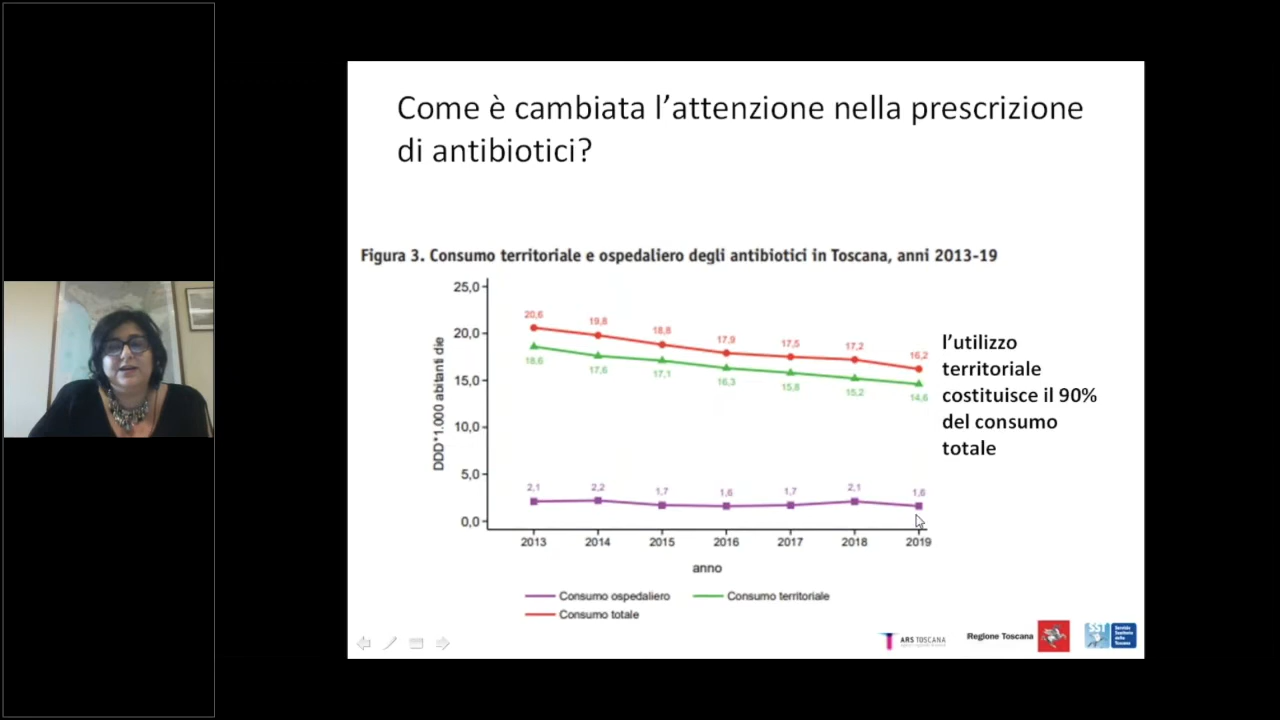 Come è cambiata l’attenzione nella prescrizione
di antibiotici?
Figura 3. Consumo territoriale e ospedaliero degli antibiotici in Toscana, anni 2013-19
DDD*1.000 abitanti die
25,0
20,0
15,0
10,0
5,0
0,0
20,6 19,8 18,8 17,9 17,5 17,2 16,2
18,6 17,6 17,1 16,3 15,8 15,2 14,6
2,1 2,2 1,7 1,6 1,7 2,1 1,6
2013 2014 2015 2016 2017 2018 2019
anno
Consumo ospedaliero Consumo territoriale
Consumo totale
l’utilizzo
territoriale
costituisce il 90%
del consumo
totale
ARS TOSCANA
Regione Toscana
SST
Servizio
Sanitario
della
Toscana